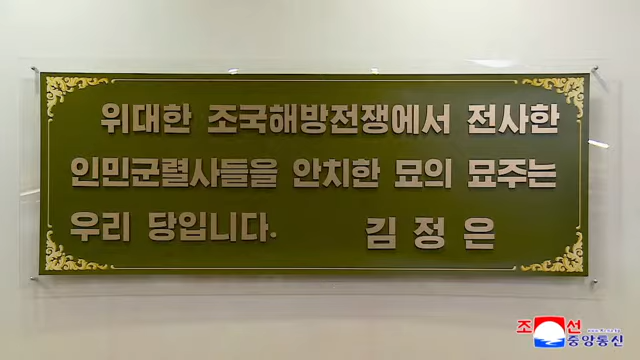 위대한 조국해방전쟁에서 전사한
인민군렬사들을 안치한 묘의 묘주는
우리 당입니다. 김정은
조선
중앙통신